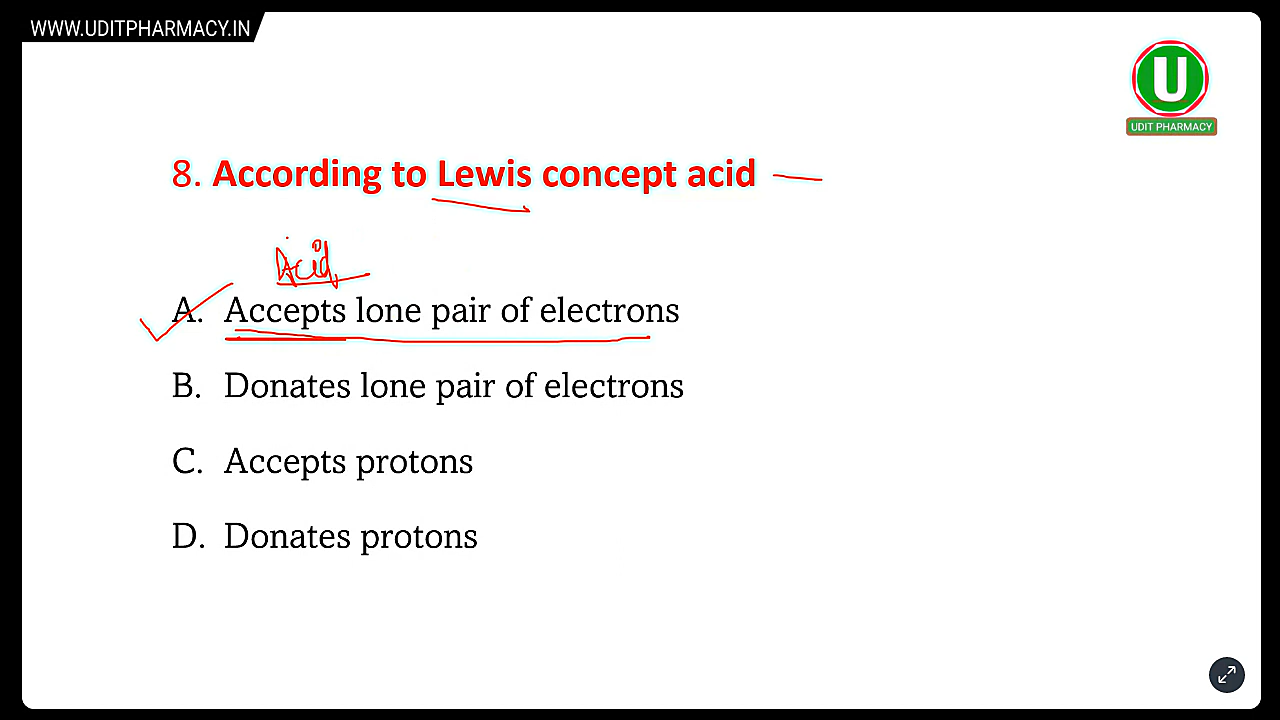 WWW.UDITPHARMACY.IN
U
UDIT PHARMACY
8. According to Lewis concept acid
Acid
A. Accepts lone pair of electrons
B. Donates lone pair of electrons
C. Accepts protons
D. Donates protons